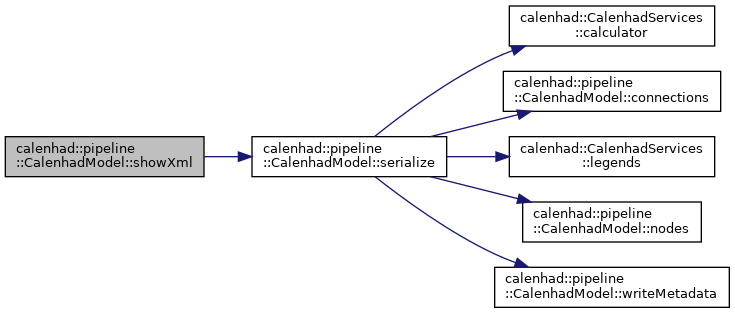 calenhad::CalenhadServices
::calculator
calenhad::pipeline
::CalenhadModel::connections
calenhad::pipeline
::CalenhadModel::showXml
calenhad::pipeline
::CalenhadModel::serialize
calenhad::CalenhadServices
::legends
calenhad::pipeline
::CalenhadModel::nodes
calenhad::pipeline
::CalenhadModel::writeMetadata